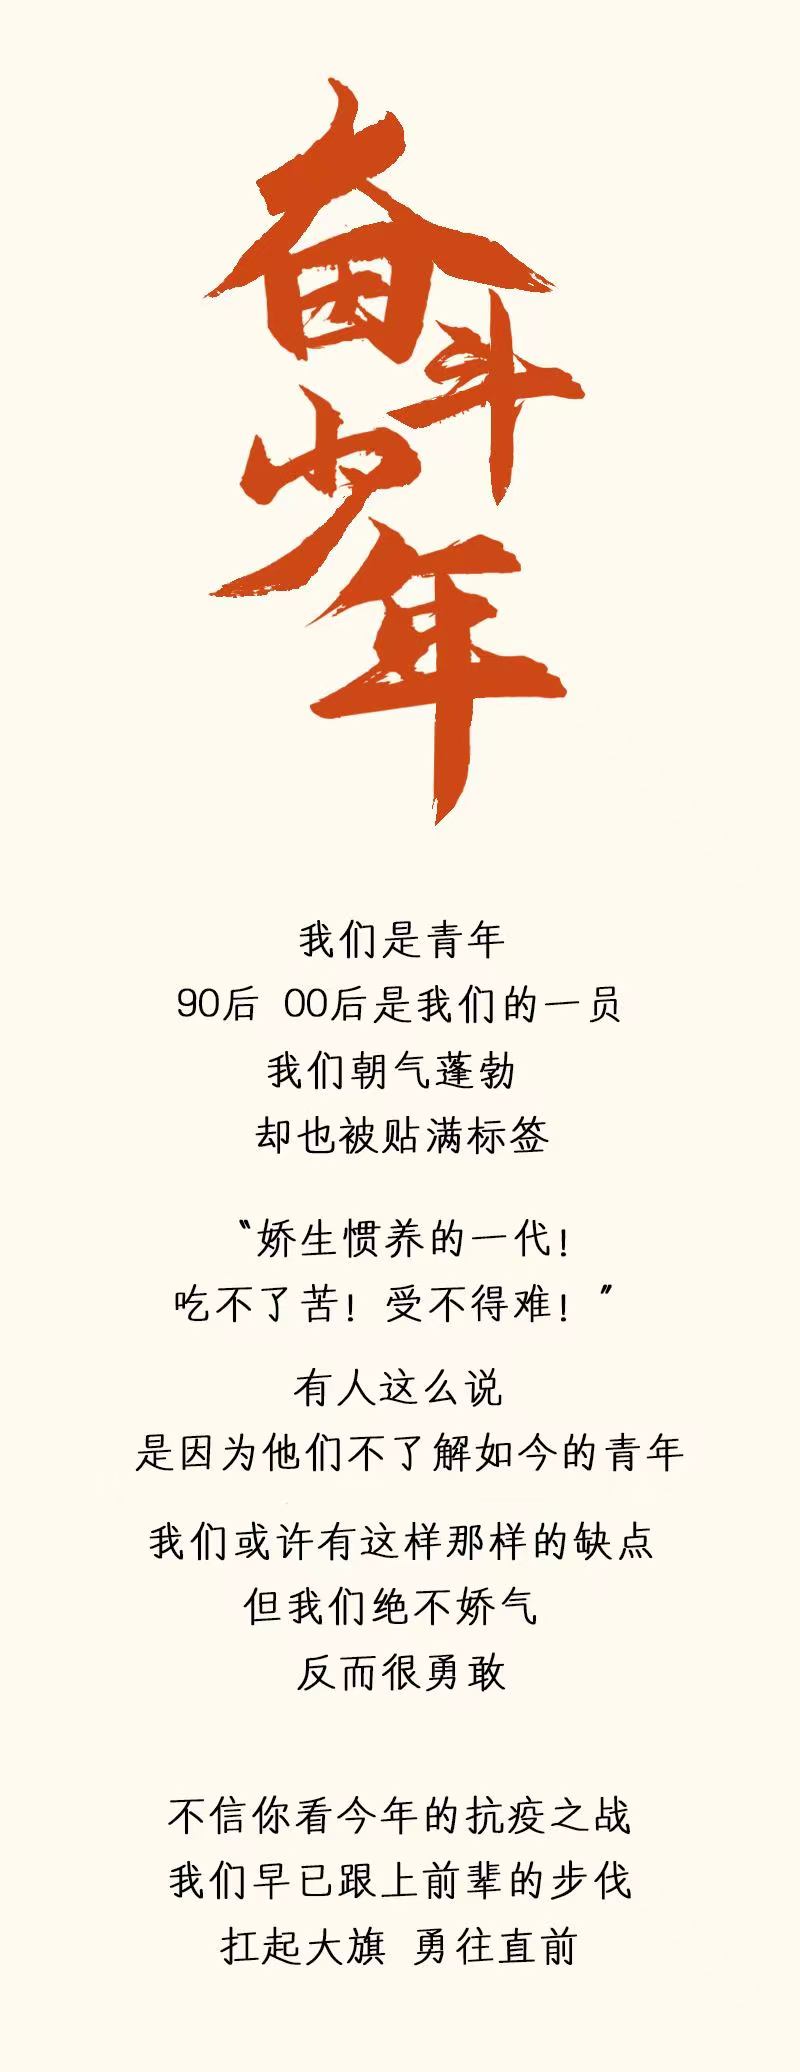 奋斗少年
我们是青年
90后 00后是我们的一员
我们朝气蓬勃
却也被贴满标签
“娇生惯养的一代！
吃不了苦！受不得难！”
有人这么说
是因为他们不了解如今的青年
我们或许有这样那样的缺点
但我们绝不娇气
反而很勇敢
不信你看今年的抗疫之战
我们早已跟上前辈的步伐
扛起大旗 勇往直前